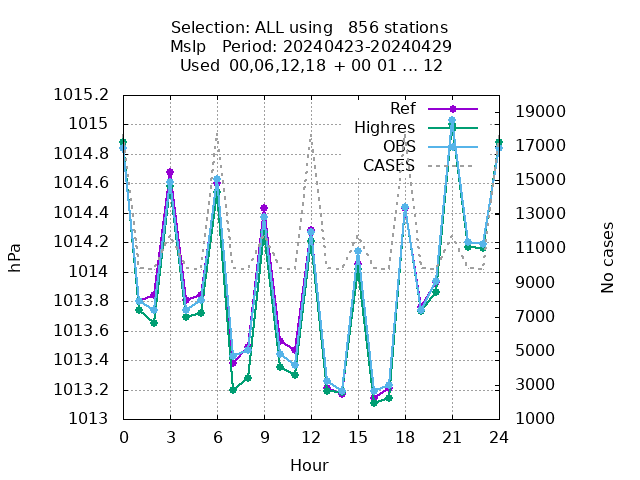 Selection: ALL using   856 stations
Mslp   Period: 20240423-20240429
Used  00,06,12,18  + 00 01 ... 12
1015.2
1015
1014.8
1014.6
1014.4
1014.2
1014
1013.8
1013.6
1013.4
1013.2
1013
hPa
Ref
Highres
OBS
CASES
19000
17000
15000
13000
11000
9000
7000
5000
3000
1000
No cases
0 3 6 9 12 15 18 21 24
Hour